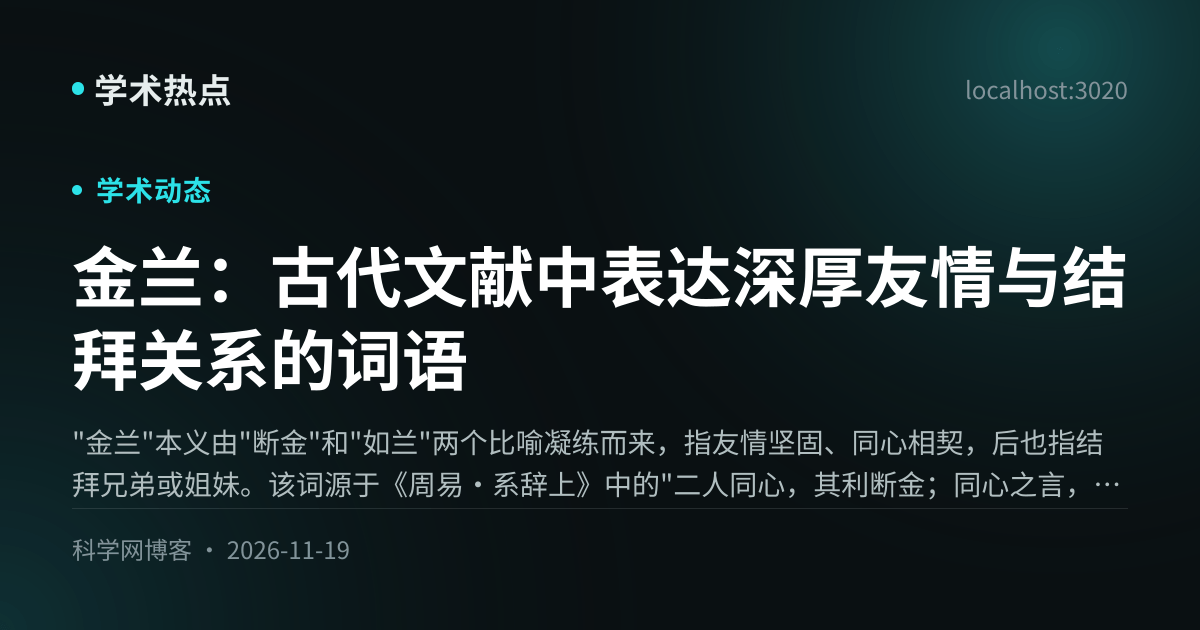 学术热点
localhost:3020
学术动态
金兰：古代文献中表达深厚友情与结
拜关系的词语
"金兰"本义由"断金"和"如兰"两个比喻凝练而来，指友情坚固、同心相契，后也指结
拜兄弟或姐妹。该词源于《周易·系辞上》中的"二人同心，其利断金；同心之言，…
科学网博客 · 2026-11-19